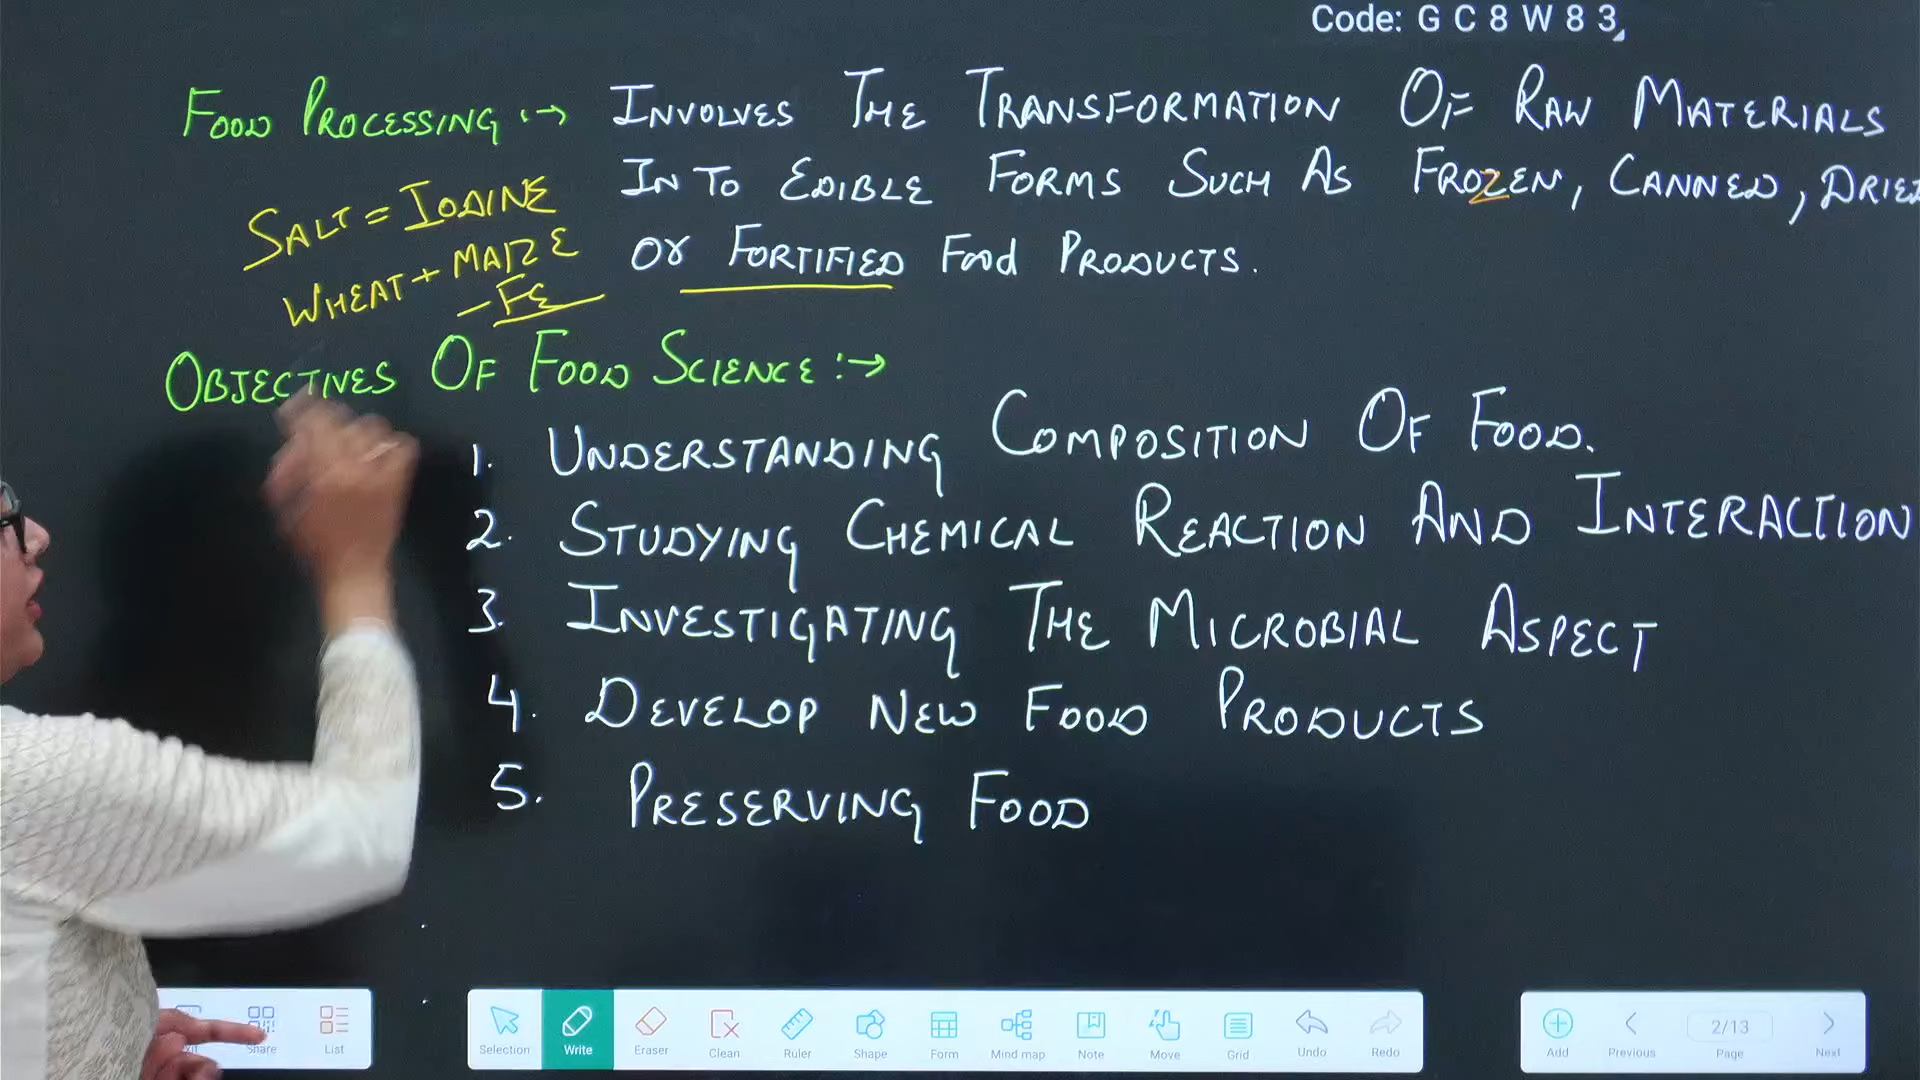 Code: G C 8 W 8 3
FOOD PROCESSING :→ INVOLVES THE TRANSFORMATION OF RAW MATERIALS
IN TO EDIBLE FORMS SUCH AS FROZEN, CANNED, DRIED
SALT = IODINE
or FORTIFIED Food PRODUCTS.
WHEAT + MAIZE
- FE
OBJECTIVES OF FOOD SCIENCE :→
1. UNDERSTANDING COMPOSITION OF FOOD.
2. STUDYING CHEMICAL REACTION AND INTERACTION
3. INVESTIGATING THE MICROBIAL ASPECT
4. DEVELOP NEW FOOD PRODUCTS
5. PRESERVING FOOD
Share List Selection Write Eraser Clean Ruler Shape Form Mind map Note Move Grid Undo Redo Add Previous 2/13 Page Next